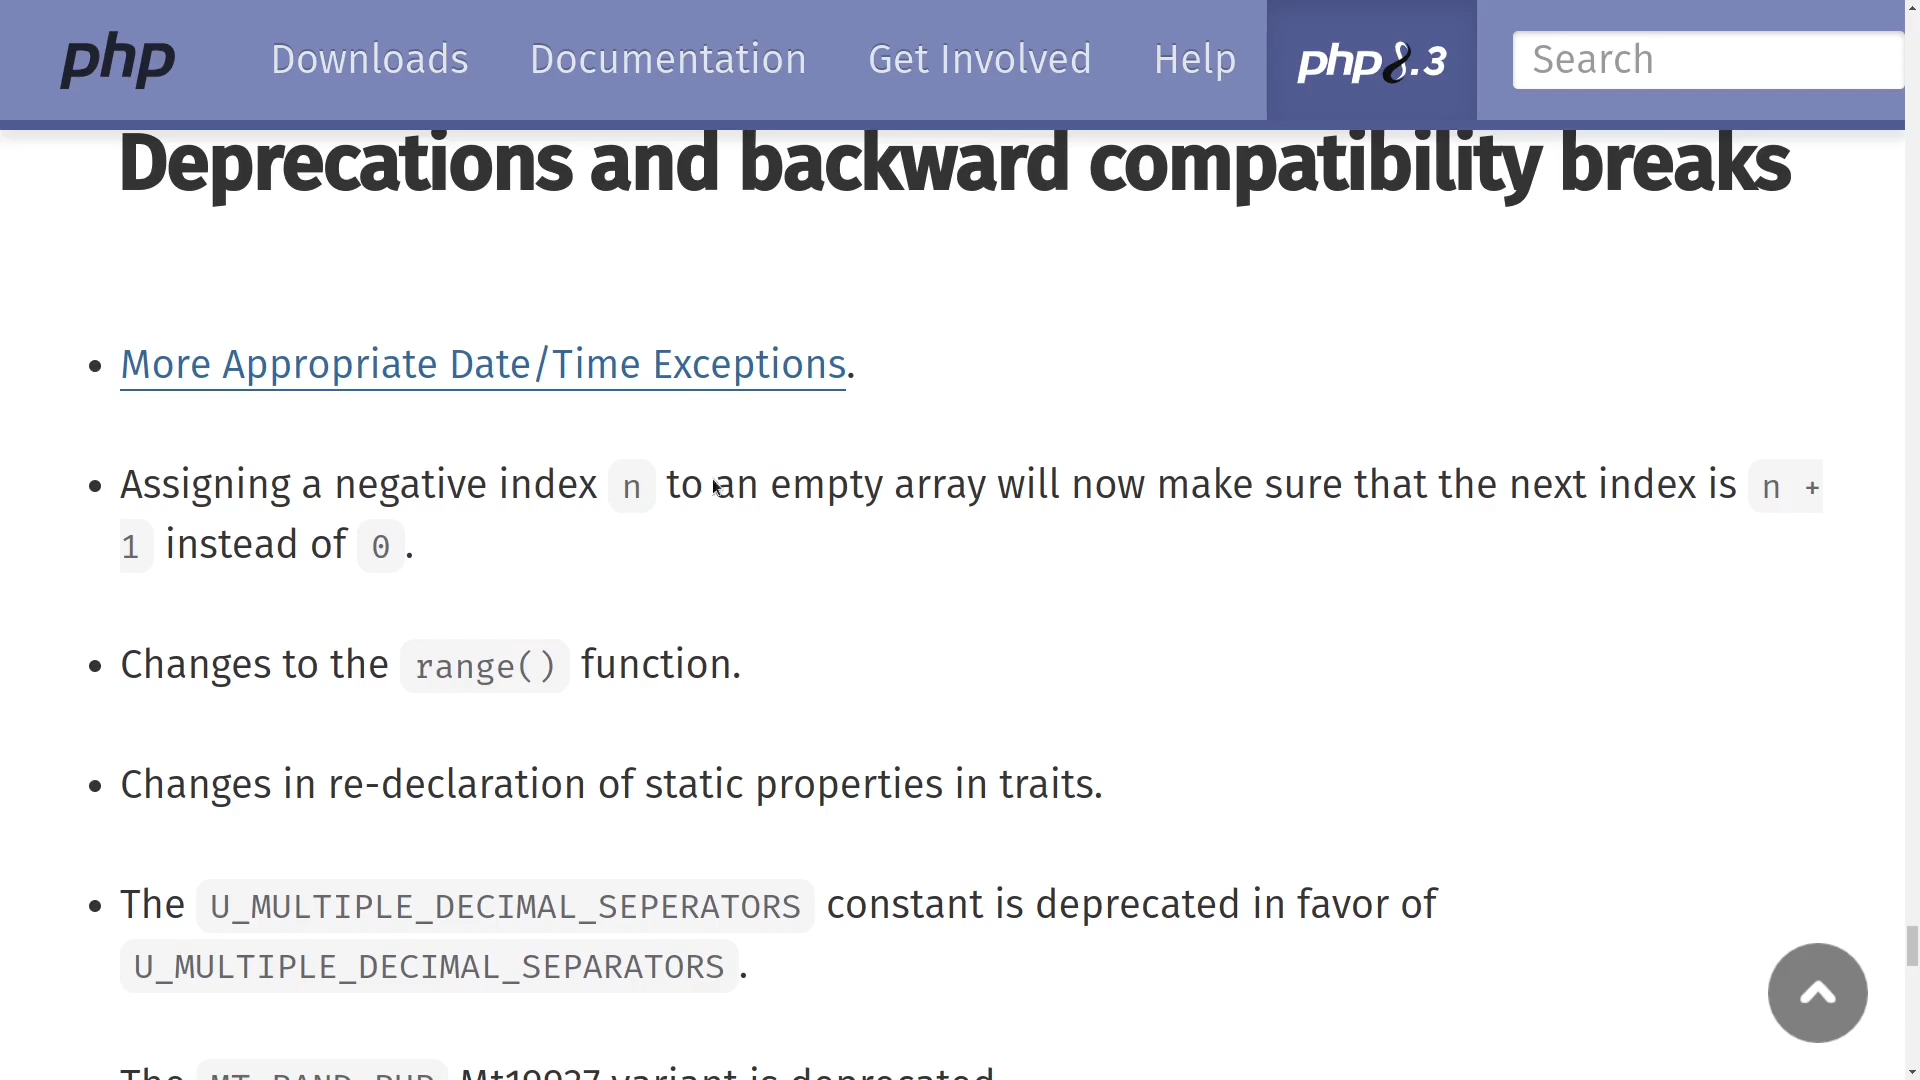 php Downloads Documentation Get Involved Help php8.3 Search
Deprecations and backward compatibility breaks
• More Appropriate Date/Time Exceptions.
• Assigning a negative index n to an empty array will now make sure that the next index is n +
1 instead of 0.
• Changes to the range() function.
• Changes in re-declaration of static properties in traits.
• The U_MULTIPLE_DECIMAL_SEPERATORS constant is deprecated in favor of
U_MULTIPLE_DECIMAL_SEPARATORS.
The MT_RAND_PHP Mt19937 variant is deprecated